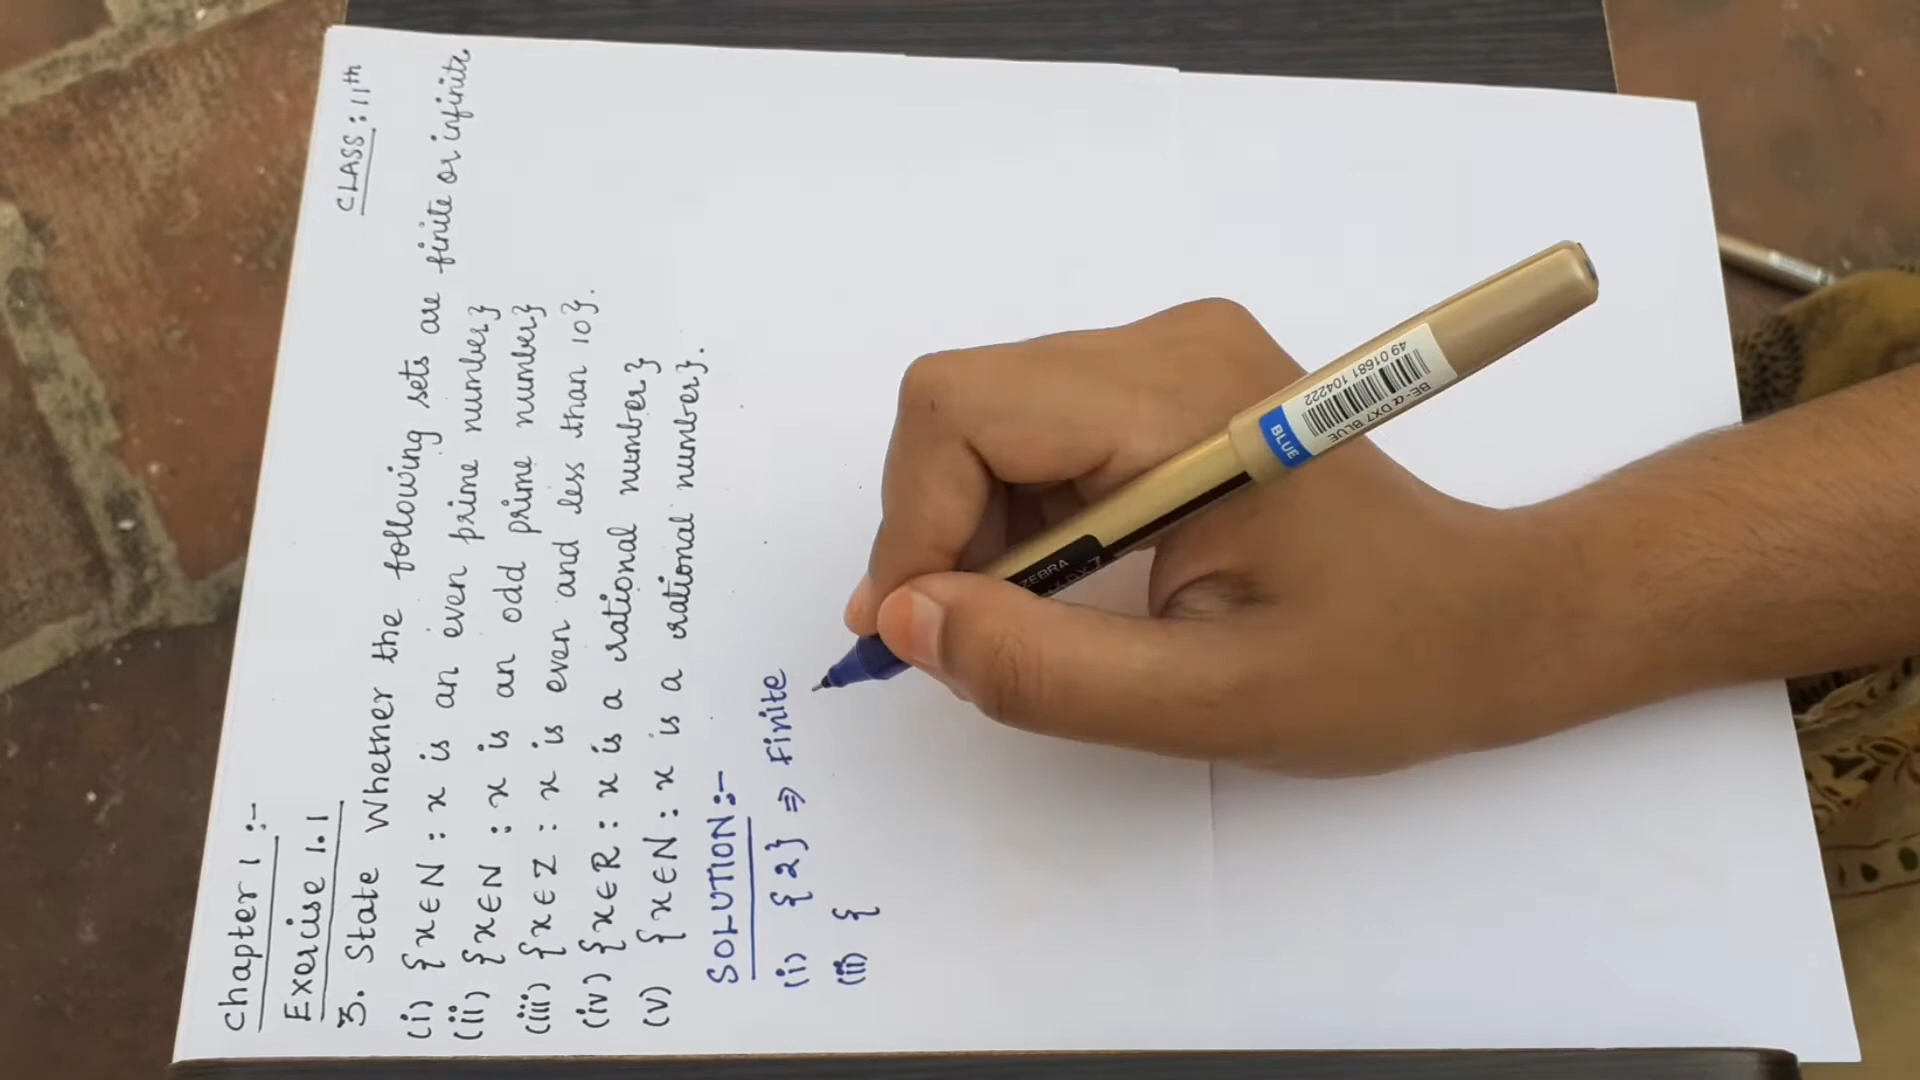 CLASS : 11th
Chapter 1 :-
Exercise 1.1
3. State Whether the following sets are finite or infinite
(i) {x∈N : x is an even prime number}
(ii) {x∈N : x is an odd prime number}
(iii) {x∈Z : x is even and less than 10}.
(iv) {x∈R : x is a rational number}
(v) {x∈N : x is a rational number}.
SOLUTION:-
(i) {2} ⇒ Finite
(ii) {
ZEBRA
BLUE
BE-α DX7 BLUE
49 01681 104222